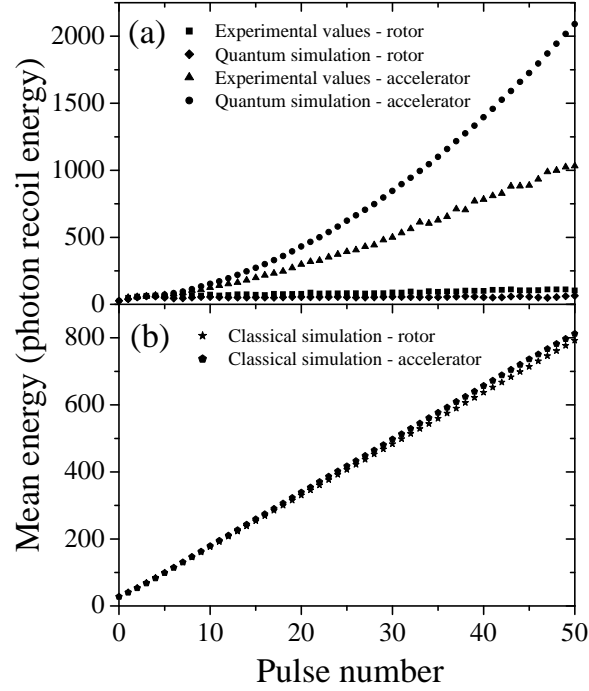 (a)
Experimental values - rotor
Quantum simulation - rotor
Experimental values - accelerator
Quantum simulation - accelerator
2000
1500
1000
500
0
(b)
Classical simulation - rotor
Classical simulation - accelerator
800
600
400
200
0
0 10 20 30 40 50
Pulse number
Mean energy (photon recoil energy)